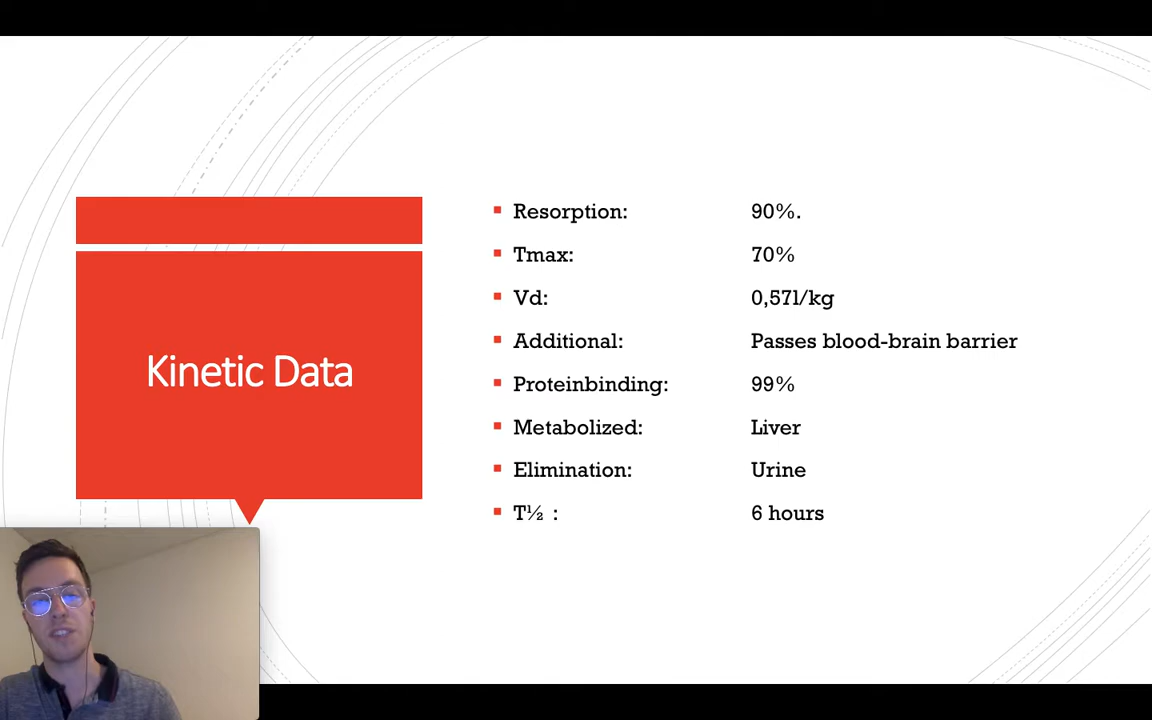 Kinetic Data
Resorption: 90%.
Tmax: 70%
Vd: 0,57l/kg
Additional: Passes blood-brain barrier
Proteinbinding: 99%
Metabolized: Liver
Elimination: Urine
T½ : 6 hours